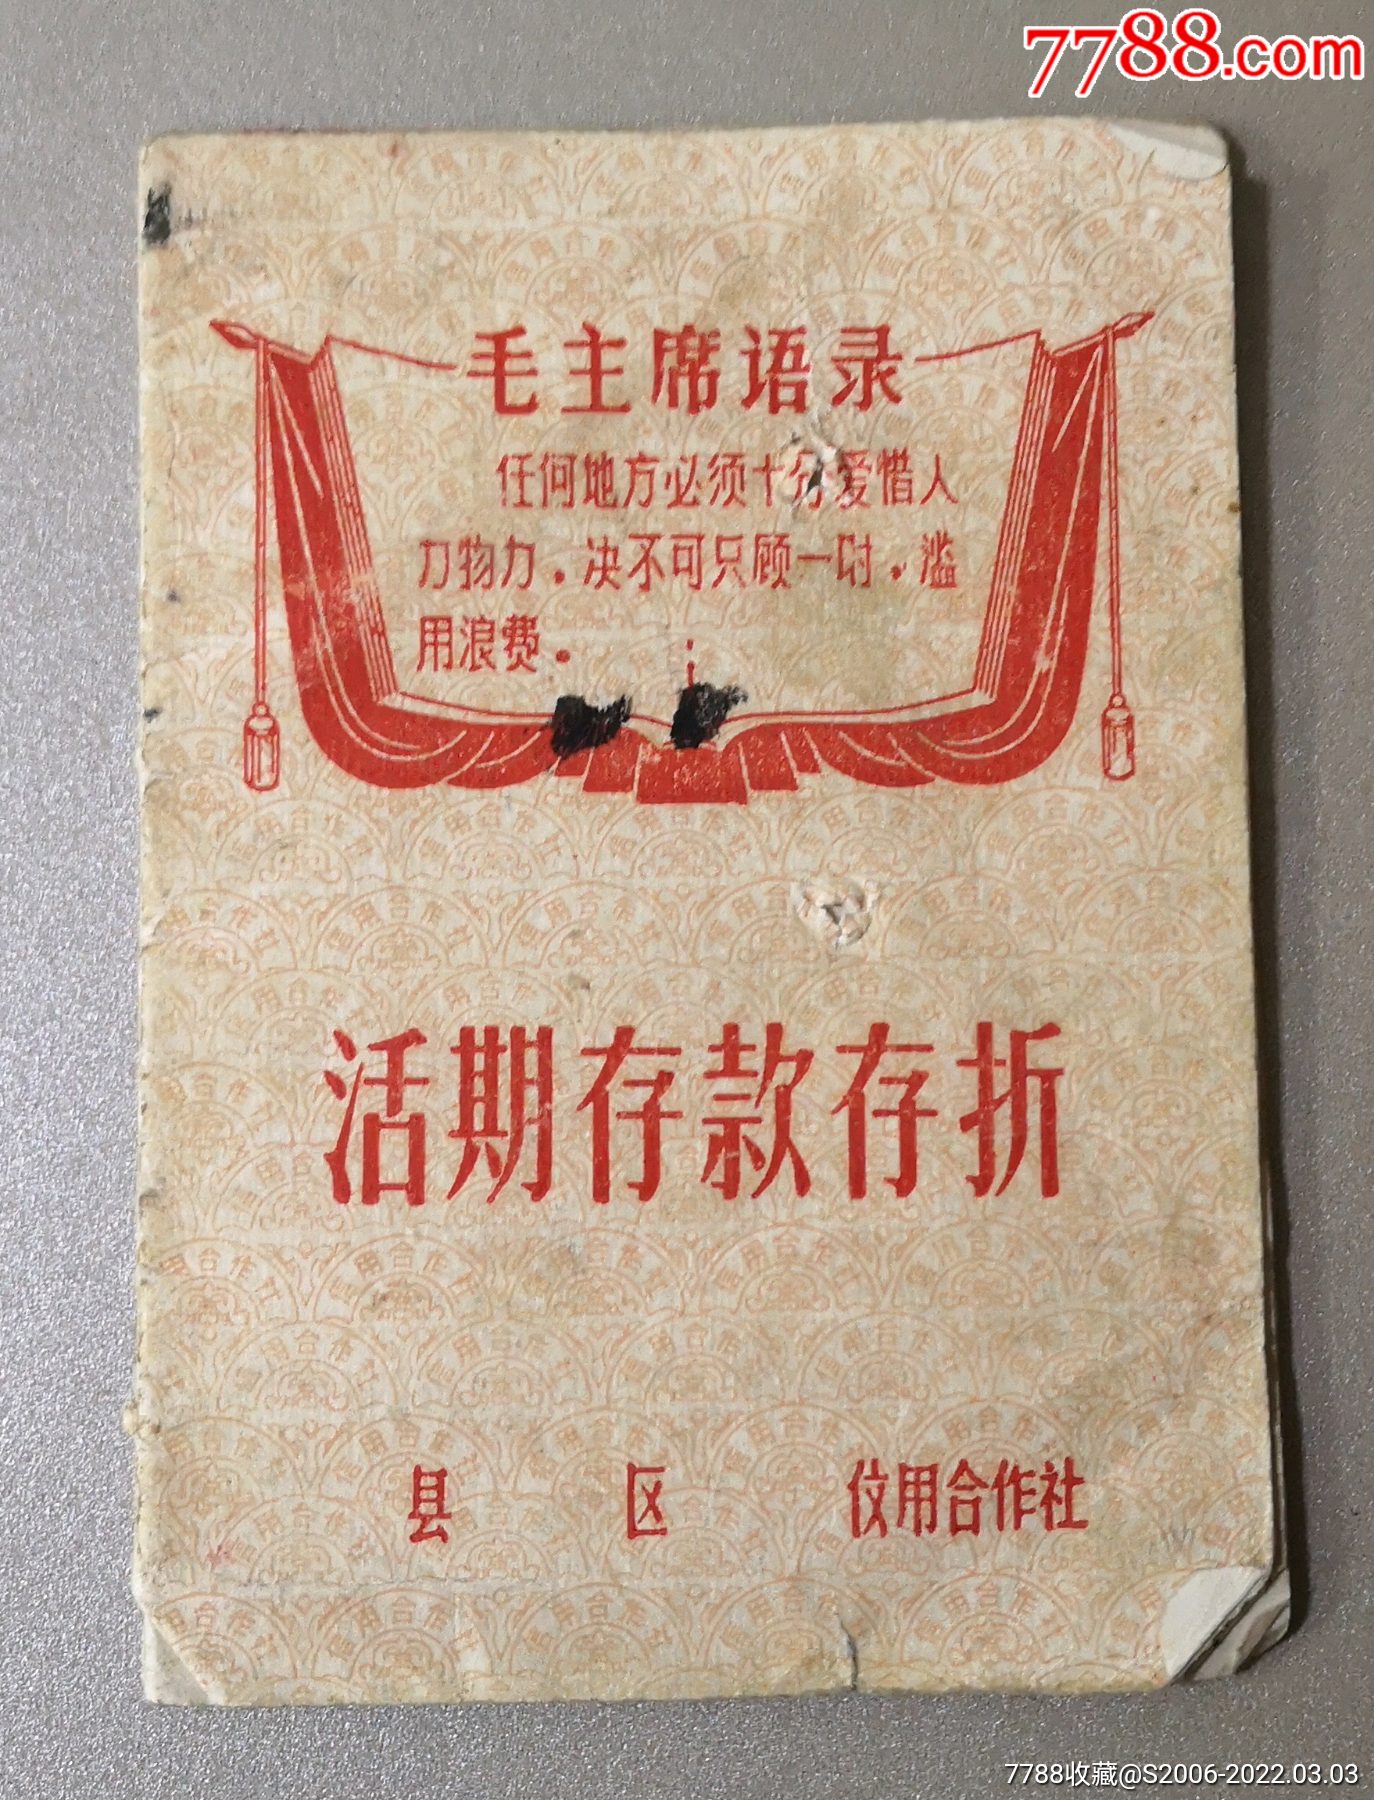 7788.com
毛主席语录
任何地方必须十分爱惜人
力物力．决不可只顾一时．滥
用浪费．
活期存款存折
县 区 㐽用合作社
7788收藏@S2006-2022.03.03